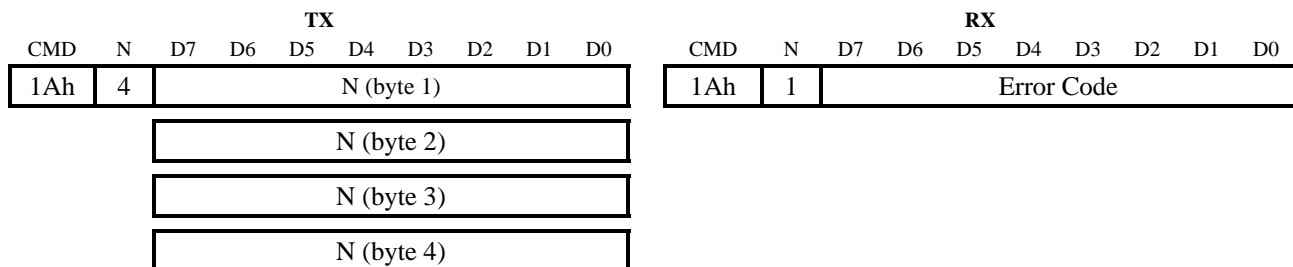 TX RX
CMD N D7 D6 D5 D4 D3 D2 D1 D0 CMD N D7 D6 D5 D4 D3 D2 D1 D0
1Ah 4 N (byte 1) 1Ah 1 Error Code
N (byte 2)
N (byte 3)
N (byte 4)